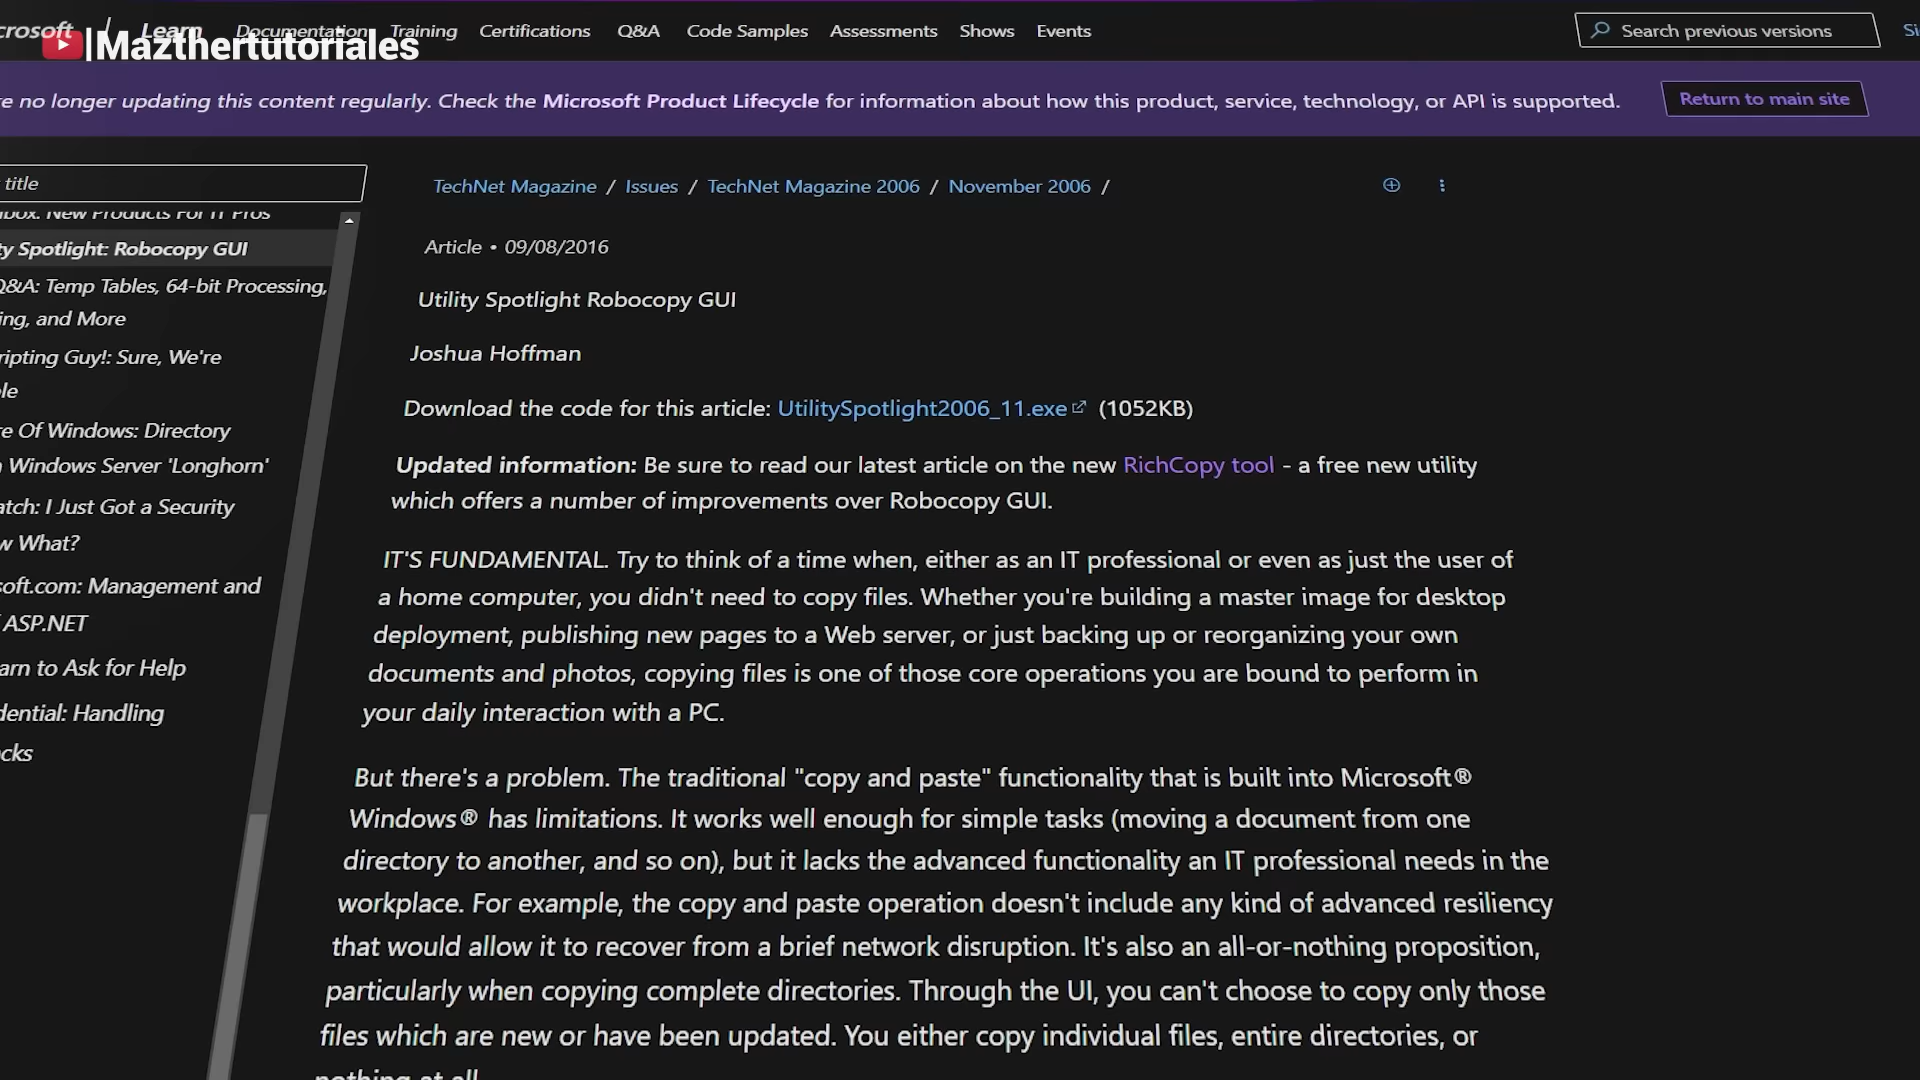 Learn Documentation Training Certifications Q&A Code Samples Assessments Shows Events Search previous versions
|Mazthertutoriales
no longer updating this content regularly. Check the Microsoft Product Lifecycle for information about how this product, service, technology, or API is supported. Return to main site
title
TechNet Magazine / Issues / TechNet Magazine 2006 / November 2006 /
New Products For IT Pros
Spotlight: Robocopy GUI
Q&A: Temp Tables, 64-bit Processing,
and More
Guy!: Sure, We're
Of Windows: Directory
Windows Server 'Longhorn'
I Just Got a Security
What?
Management and
ASP.NET
to Ask for Help
Handling
Article • 09/08/2016
Utility Spotlight Robocopy GUI
Joshua Hoffman
Download the code for this article: UtilitySpotlight2006_11.exe (1052KB)
Updated information: Be sure to read our latest article on the new RichCopy tool - a free new utility
which offers a number of improvements over Robocopy GUI.
IT'S FUNDAMENTAL. Try to think of a time when, either as an IT professional or even as just the user of
a home computer, you didn't need to copy files. Whether you're building a master image for desktop
deployment, publishing new pages to a Web server, or just backing up or reorganizing your own
documents and photos, copying files is one of those core operations you are bound to perform in
your daily interaction with a PC.
But there's a problem. The traditional "copy and paste" functionality that is built into Microsoft®
Windows® has limitations. It works well enough for simple tasks (moving a document from one
directory to another, and so on), but it lacks the advanced functionality an IT professional needs in the
workplace. For example, the copy and paste operation doesn't include any kind of advanced resiliency
that would allow it to recover from a brief network disruption. It's also an all-or-nothing proposition,
particularly when copying complete directories. Through the UI, you can't choose to copy only those
files which are new or have been updated. You either copy individual files, entire directories, or
nothing at all